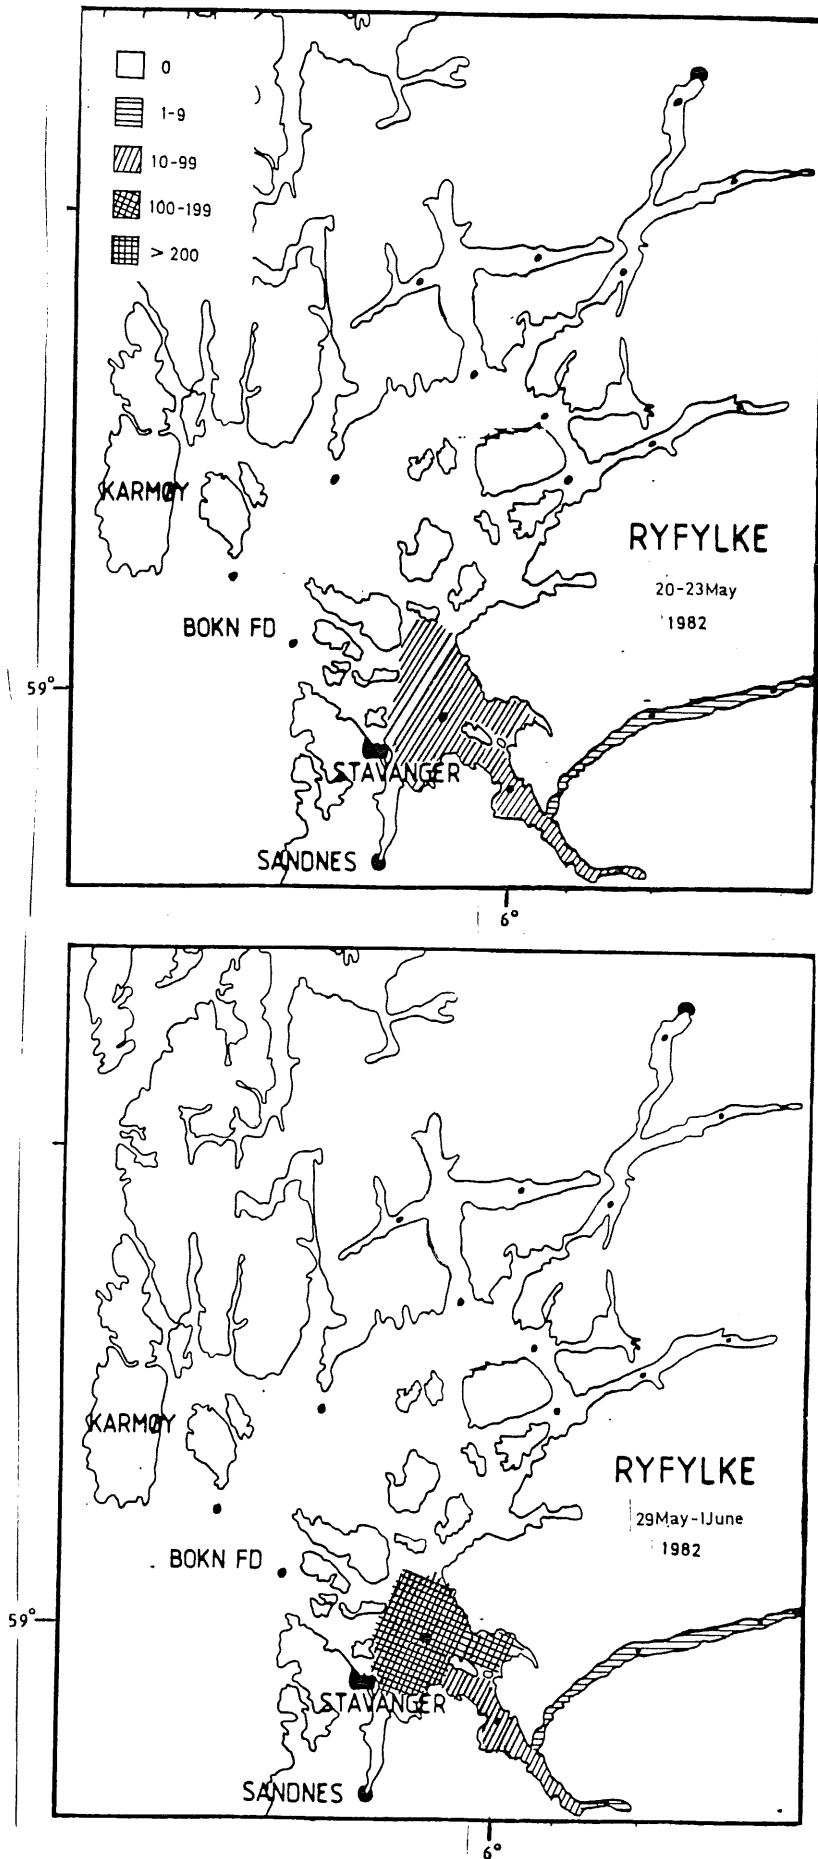 0
1-9
10-99
100-199
> 200
KARMØY
RYFYLKE
20-23May
1982
BOKN FD
59°
STAVANGER
SANDNES
6°
KARMØY
RYFYLKE
29May-1June
1982
BOKN FD
59°
STAVANGER
SANDNES
6°